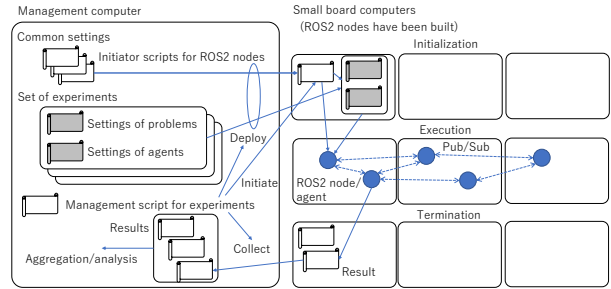 Management computer
Common settings
Initiator scripts for ROS2 nodes
Set of experiments
Settings of problems
Settings of agents
Deploy
Initiate
Management script for experiments
Results
Collect
Aggregation/analysis
Small board computers
(ROS2 nodes have been built)
Initialization
Execution
Pub/Sub
ROS2 node/
agent
Termination
Result